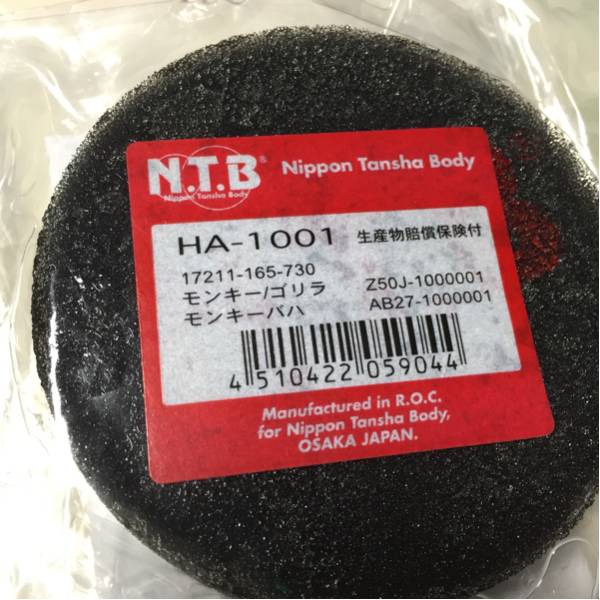 N.T.B®
Nippon Tansha Body
Nippon Tansha Body
HA-1001 生産物賠償保険付
17211-165-730
モンキー/ゴリラ Z50J-1000001
モンキーバハ AB27-1000001
4 510422 059044
Manufactured in R.O.C.
for Nippon Tansha Body,
OSAKA JAPAN.